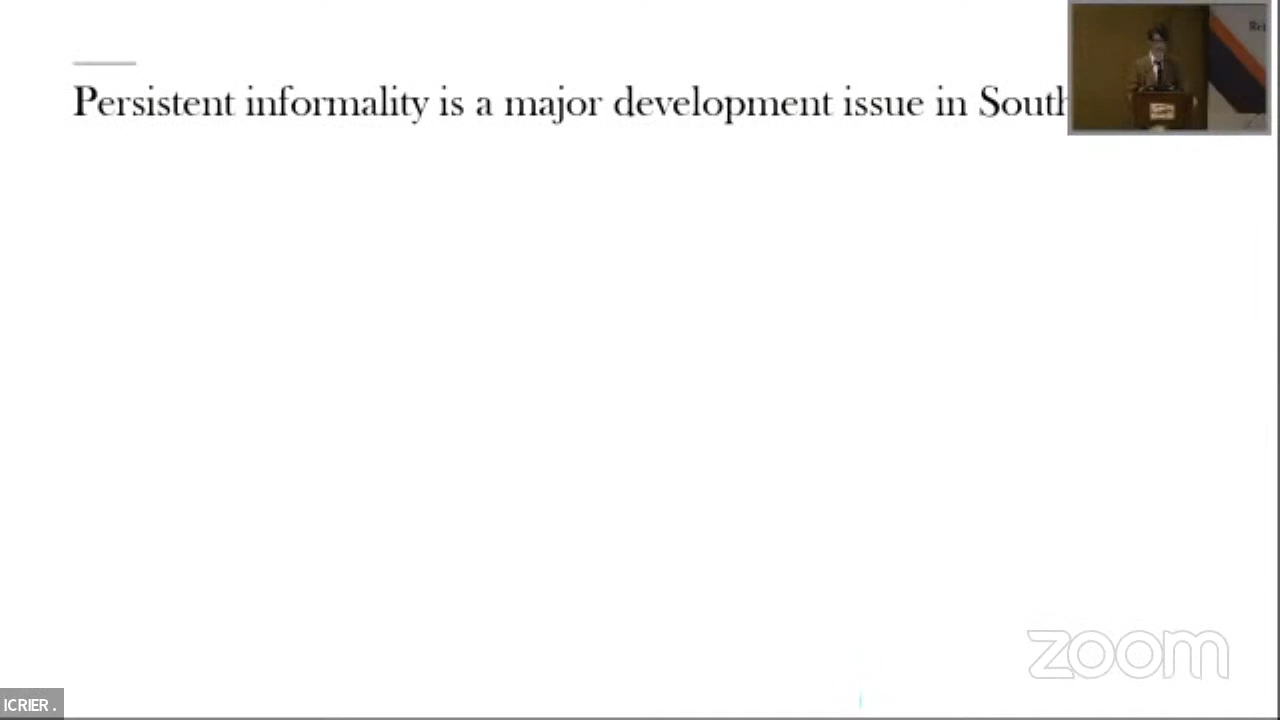 Persistent informality is a major development issue in South
zoom
ICRIER .